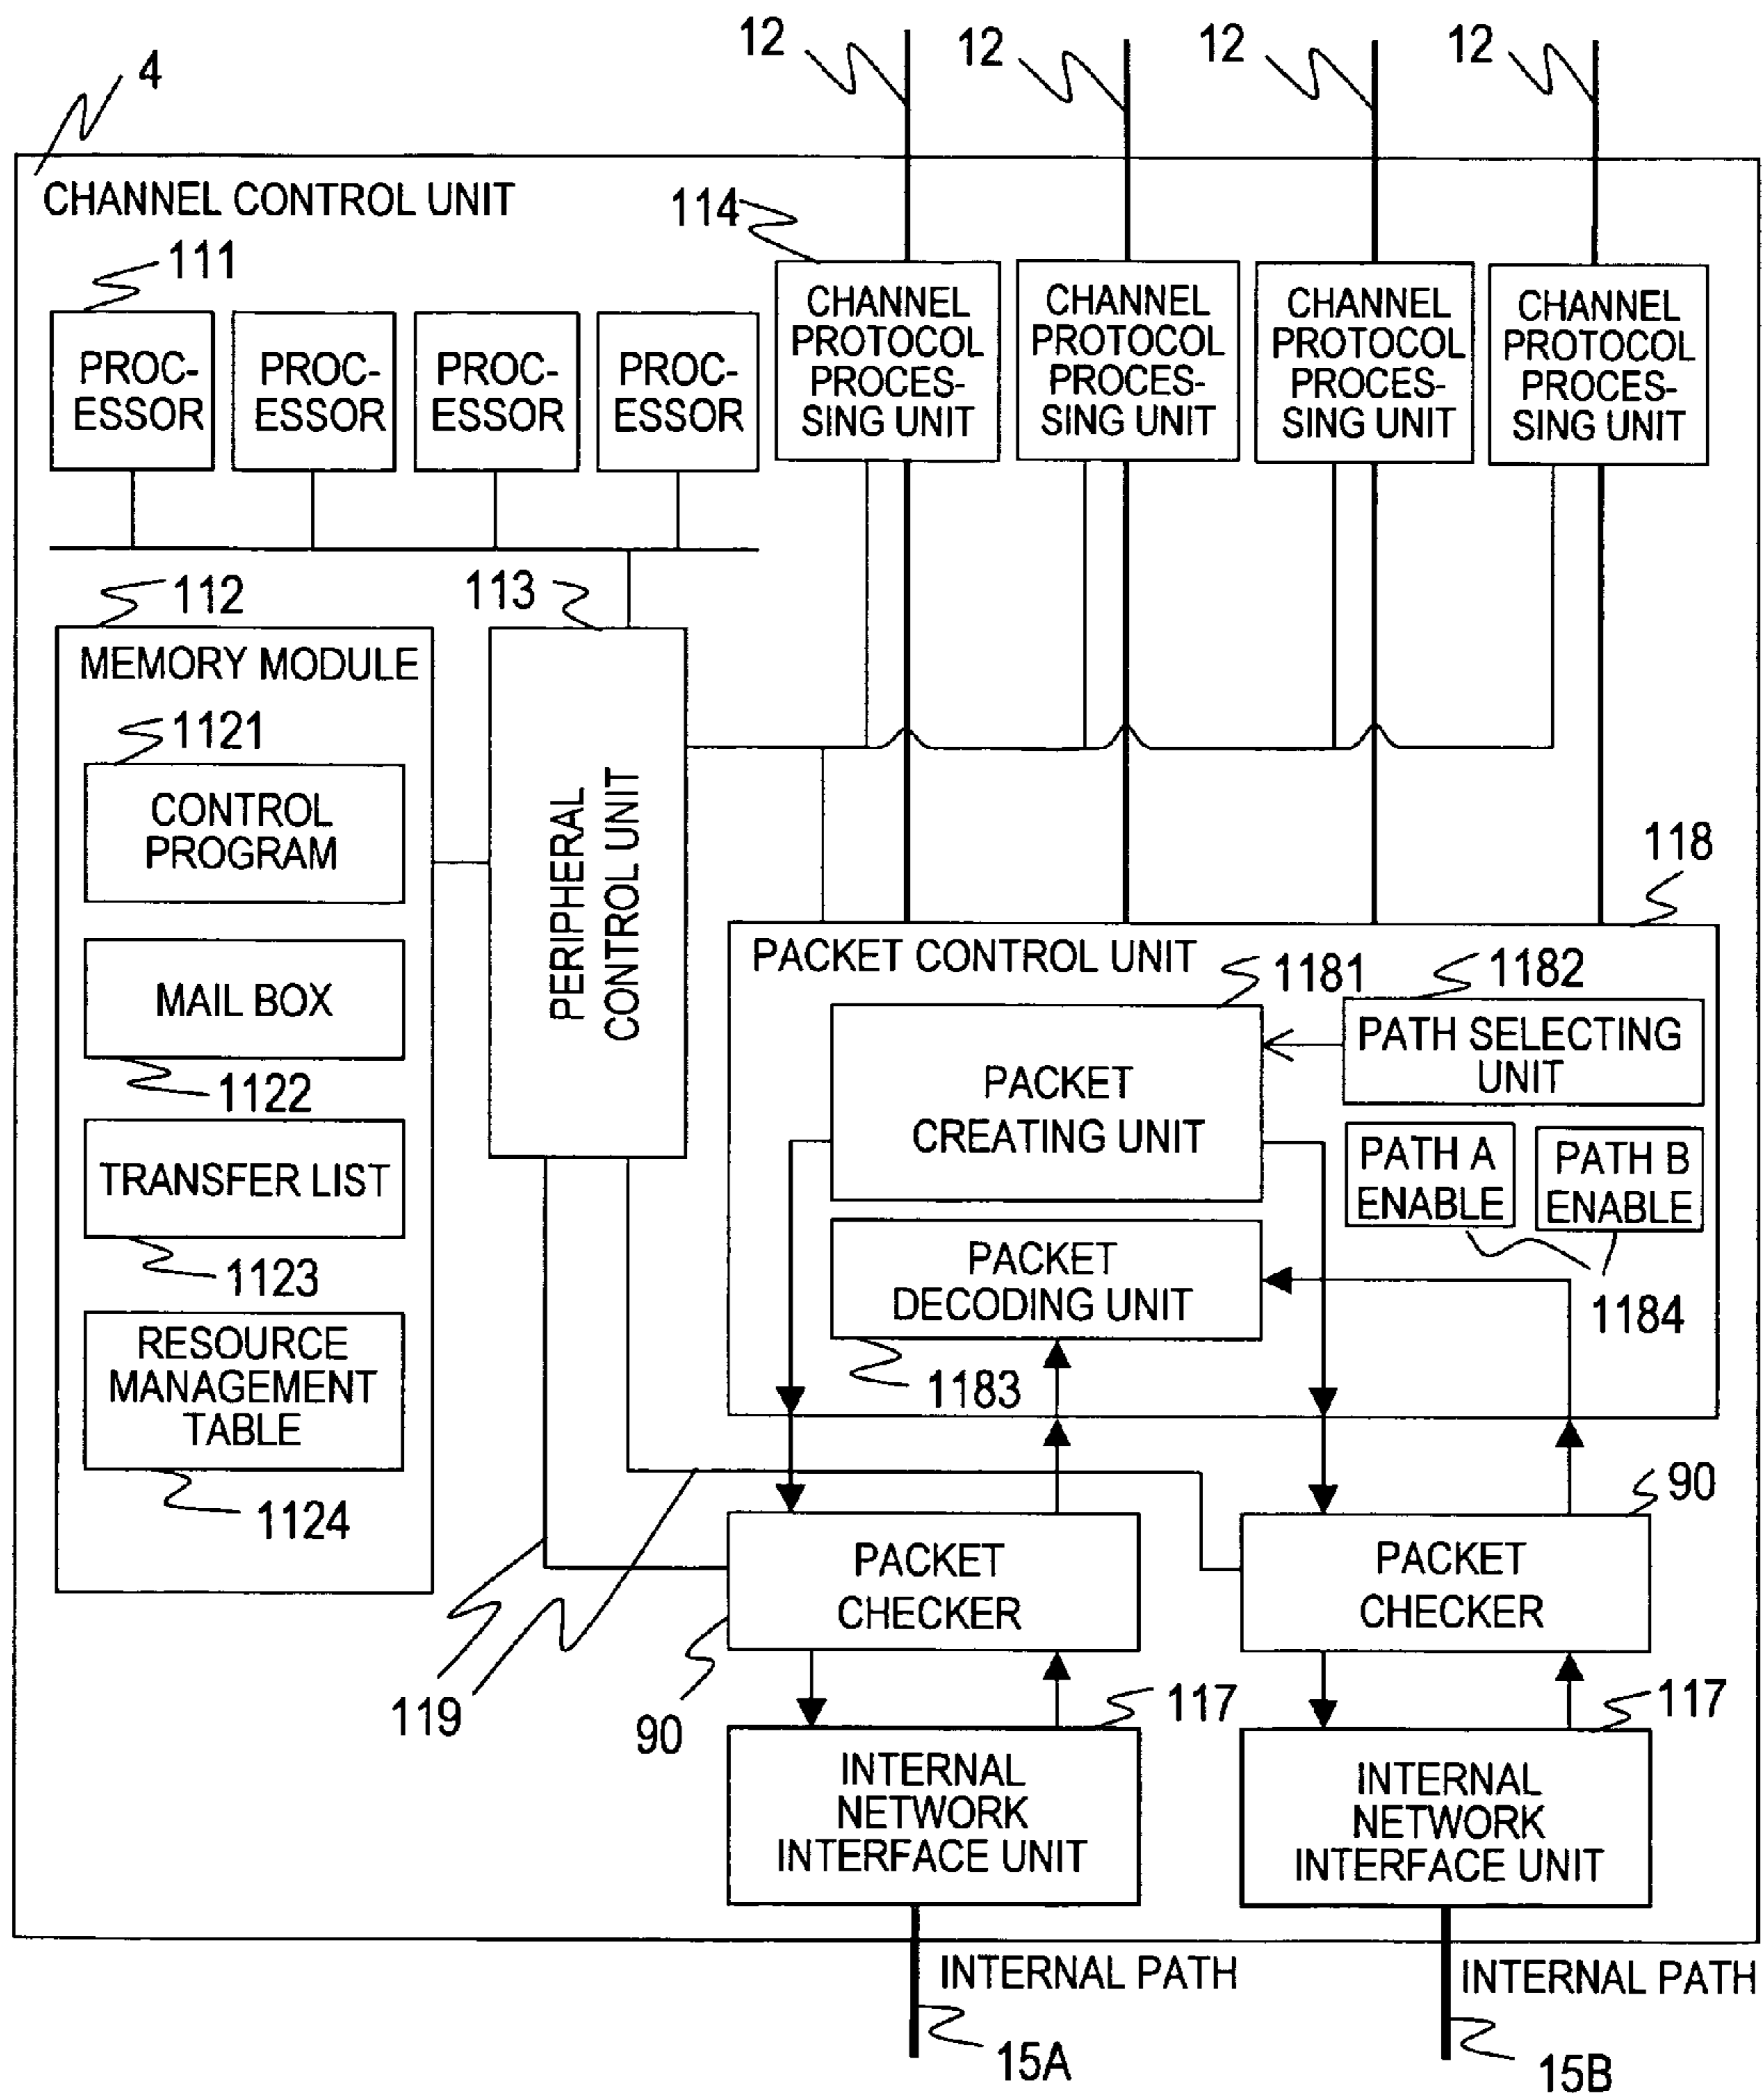 12
12
12
12
4
CHANNEL CONTROL UNIT
114
111
PROC-
ESSOR
PROC-
ESSOR
PROC-
ESSOR
PROC-
ESSOR
CHANNEL
PROTOCOL
PROCES-
SING UNIT
CHANNEL
PROTOCOL
PROCES-
SING UNIT
CHANNEL
PROTOCOL
PROCES-
SING UNIT
CHANNEL
PROTOCOL
PROCES-
SING UNIT
112
113
MEMORY MODULE
1121
CONTROL
PROGRAM
MAIL BOX
1122
TRANSFER LIST
1123
RESOURCE
MANAGEMENT
TABLE
1124
PERIPHERAL
CONTROL UNIT
118
PACKET CONTROL UNIT
1181
1182
PACKET
CREATING UNIT
PATH SELECTING
UNIT
PATH A
ENABLE
PATH B
ENABLE
1184
PACKET
DECODING UNIT
1183
90
PACKET
CHECKER
PACKET
CHECKER
119
90
117
117
INTERNAL
NETWORK
INTERFACE UNIT
INTERNAL
NETWORK
INTERFACE UNIT
INTERNAL PATH
INTERNAL PATH
15A
15B